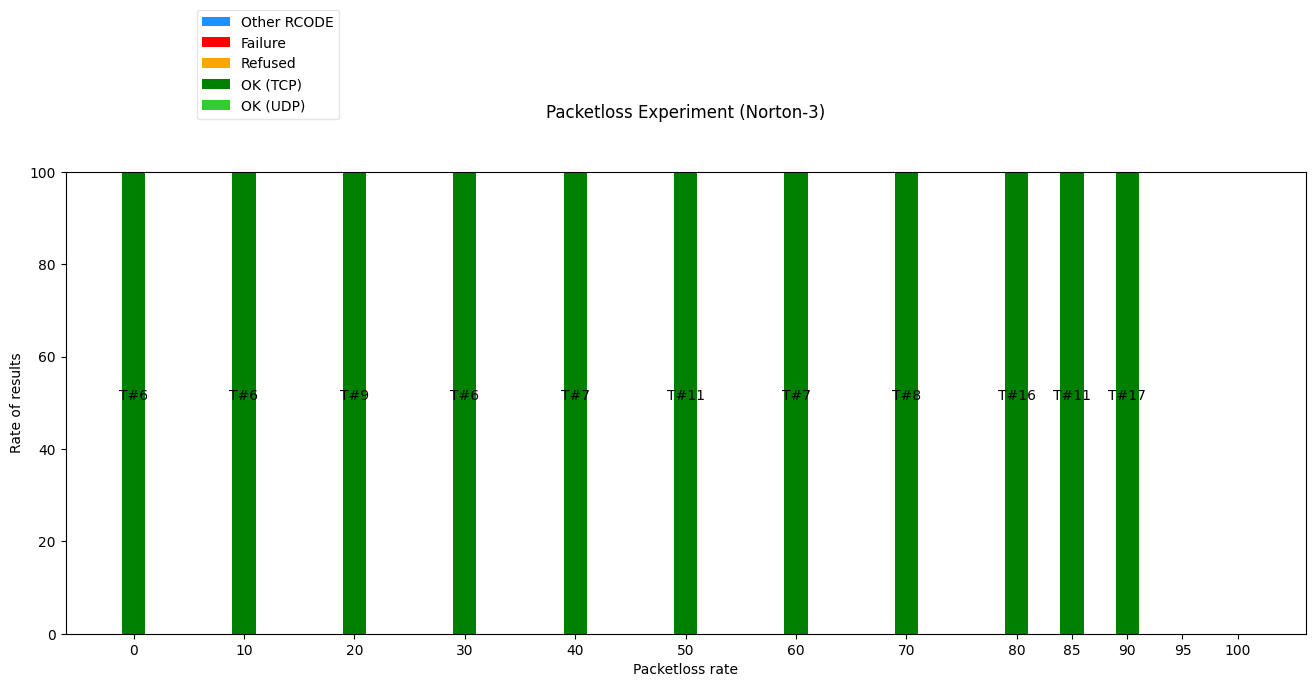 Other RCODE
Failure
Refused
OK (TCP)
OK (UDP)
Packetloss Experiment (Norton-3)
100
80
60
40
20
0
Rate of results
T#6 T#6 T#9 T#6 T#7 T#11 T#7 T#8 T#16 T#11 T#17
0 10 20 30 40 50 60 70 80 85 90 95 100
Packetloss rate